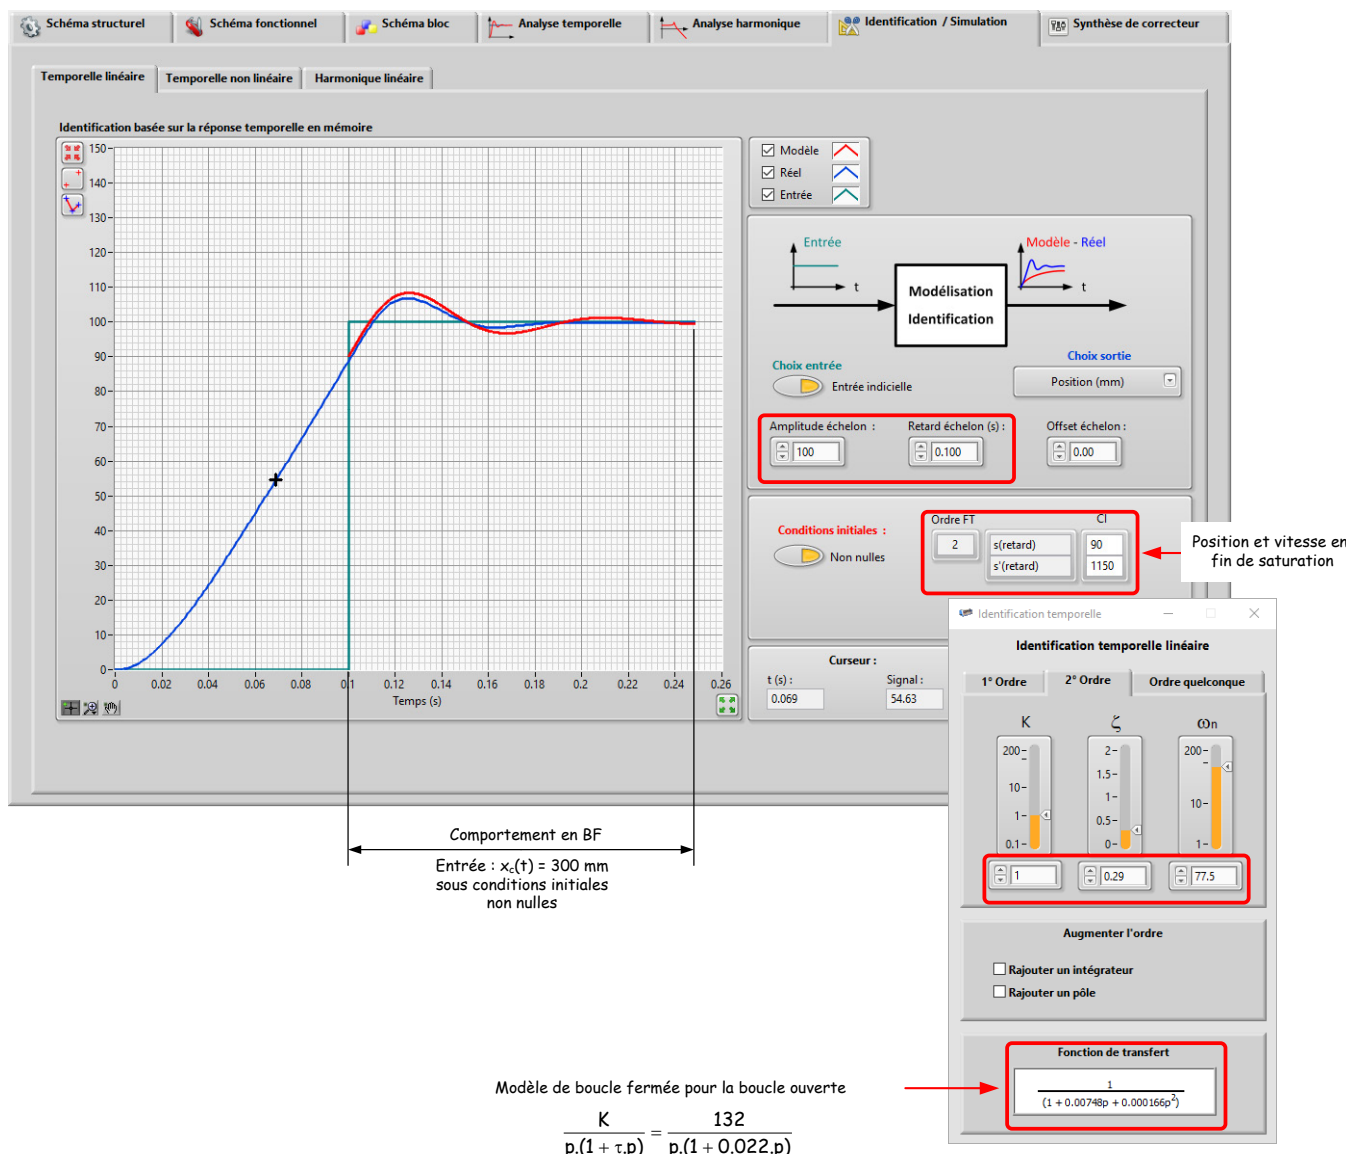 Schéma structurel
Schéma fonctionnel
Schéma bloc
Analyse temporelle
Analyse harmonique
Identification / Simulation
Synthèse de correcteur
Temporelle linéaire
Temporelle non linéaire
Harmonique linéaire
Identification basée sur la réponse temporelle en mémoire
150
140
130
120
110
100
90
80
70
60
50
40
30
20
10
0
0 0.02 0.04 0.06 0.08 0.1 0.12 0.14 0.16 0.18 0.2 0.22 0.24 0.26
Temps (s)
Modèle
Réel
Entrée
Entrée
t
Modélisation
Identification
Modèle - Réel
t
Choix entrée
Entrée indicielle
Choix sortie
Position (mm)
Amplitude échelon :
100
Retard échelon (s) :
0.100
Offset échelon :
0.00
Conditions initiales :
Non nulles
Ordre FT
2
CI
s(retard) 90
s'(retard) 1150
Position et vitesse en
fin de saturation
Curseur :
t (s) :
0.069
Signal :
54.63
Identification temporelle
Identification temporelle linéaire
1° Ordre
2° Ordre
Ordre quelconque
K
200
10
1
0.1
1
ζ
2
1.5
1
0.5
0
0.29
ωn
200
10
1
77.5
Augmenter l'ordre
Rajouter un intégrateur
Rajouter un pôle
Fonction de transfert
1
(1 + 0.00748p + 0.000166p²)
Comportement en BF
Entrée : xc(t) = 300 mm
sous conditions initiales
non nulles
Modèle de boucle fermée pour la boucle ouverte
K / p.(1 + τ.p) = 132 / p.(1 + 0.022.p)